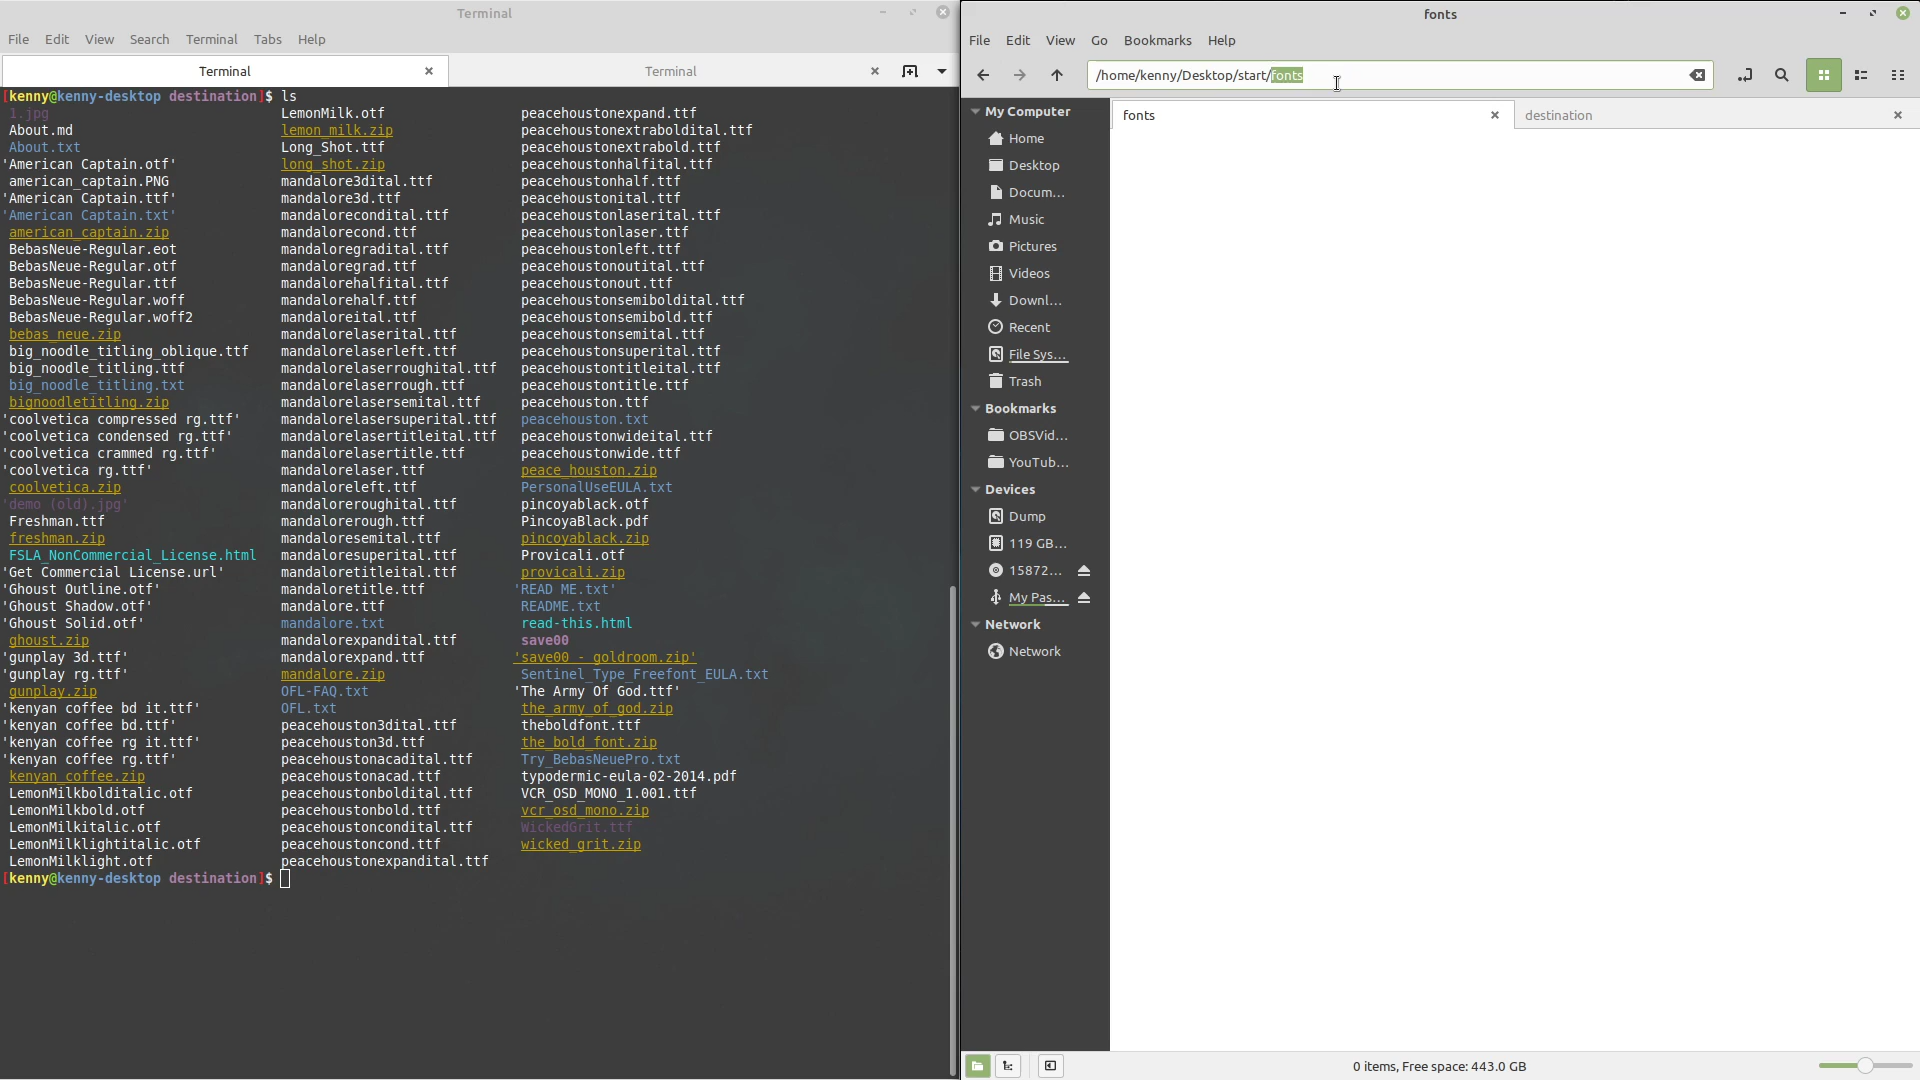 Terminal
File Edit View Search Terminal Tabs Help
Terminal Terminal
[kenny@kenny-desktop destination]$ ls
1.jpg LemonMilk.otf peacehoustonexpand.ttf
About.md lemon_milk.zip peacehoustonextraboldital.ttf
About.txt Long_Shot.ttf peacehoustonextrabold.ttf
'American Captain.otf' long_shot.zip peacehoustonhalfital.ttf
american_captain.PNG mandalore3dital.ttf peacehoustonhalf.ttf
'American Captain.ttf' mandalore3d.ttf peacehoustonital.ttf
'American Captain.txt' mandalorecondital.ttf peacehoustonlaserital.ttf
american_captain.zip mandalorecond.ttf peacehoustonlaser.ttf
BebasNeue-Regular.eot mandaloregradital.ttf peacehoustonleft.ttf
BebasNeue-Regular.otf mandaloregrad.ttf peacehoustonoutital.ttf
BebasNeue-Regular.ttf mandalorehalfital.ttf peacehoustonout.ttf
BebasNeue-Regular.woff mandalorehalf.ttf peacehoustonsemiboldital.ttf
BebasNeue-Regular.woff2 mandaloreital.ttf peacehoustonsemibold.ttf
bebas_neue.zip mandalorelaserital.ttf peacehoustonsemital.ttf
big_noodle_titling_oblique.ttf mandalorelaserleft.ttf peacehoustonsuperital.ttf
big_noodle_titling.ttf mandalorelaserroughital.ttf peacehoustontitleital.ttf
big_noodle_titling.txt mandalorelaserrough.ttf peacehoustontitle.ttf
bignoodletitling.zip mandalorelasersemital.ttf peacehouston.ttf
'coolvetica compressed rg.ttf' mandalorelasersuperital.ttf peacehouston.txt
'coolvetica condensed rg.ttf' mandalorelasertitleital.ttf peacehoustonwideital.ttf
'coolvetica crammed rg.ttf' mandalorelasertitle.ttf peacehoustonwide.ttf
'coolvetica rg.ttf' mandalorelaser.ttf peace_houston.zip
coolvetica.zip mandaloreleft.ttf PersonalUseEULA.txt
'demo (old).jpg' mandaloreroughital.ttf pincoyablack.otf
Freshman.ttf mandalorerough.ttf PincoyaBlack.pdf
freshman.zip mandaloresemital.ttf pincoyablack.zip
FSLA_NonCommercial_License.html mandaloresuperital.ttf Provicali.otf
'Get Commercial License.url' mandaloretitleital.ttf provicali.zip
'Ghoust Outline.otf' mandaloretitle.ttf 'READ ME.txt'
'Ghoust Shadow.otf' mandalore.ttf README.txt
'Ghoust Solid.otf' mandalore.txt read-this.html
ghoust.zip mandalorexpandital.ttf save00
'gunplay 3d.ttf' mandalorexpand.ttf 'save00 - goldroom.zip'
'gunplay rg.ttf' mandalore.zip Sentinel_Type_Freefont_EULA.txt
gunplay.zip OFL-FAQ.txt 'The Army Of God.ttf'
'kenyan coffee bd it.ttf' OFL.txt the_army_of_god.zip
'kenyan coffee bd.ttf' peacehouston3dital.ttf theboldfont.ttf
'kenyan coffee rg it.ttf' peacehouston3d.ttf the_bold_font.zip
'kenyan coffee rg.ttf' peacehoustonacadital.ttf Try_BebasNeuePro.txt
kenyan_coffee.zip peacehoustonacad.ttf typodermic-eula-02-2014.pdf
LemonMilkbolditalic.otf peacehoustonboldital.ttf VCR_OSD_MONO_1.001.ttf
LemonMilkbold.otf peacehoustonbold.ttf vcr_osd_mono.zip
LemonMilkitalic.otf peacehoustoncondital.ttf WickedGrit.ttf
LemonMilklightitalic.otf peacehoustoncond.ttf wicked_grit.zip
LemonMilklight.otf peacehoustonexpandital.ttf
[kenny@kenny-desktop destination]$
fonts
File Edit View Go Bookmarks Help
/home/kenny/Desktop/start/fonts
fonts destination
My Computer
Home
Desktop
Docum...
Music
Pictures
Videos
Downl...
Recent
File Sys...
Trash
Bookmarks
OBSVid...
YouTub...
Devices
Dump
119 GB...
15872...
My Pas...
Network
Network
0 items, Free space: 443.0 GB